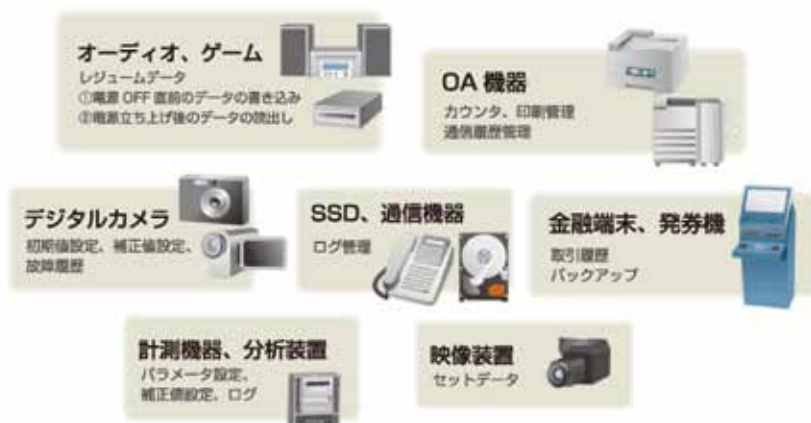 オーディオ、ゲーム
レジュームデータ
①電源 OFF 直前のデータの書き込み
②電源立ち上げ後のデータの読出し
OA 機器
カウンタ、印刷管理
通信履歴管理
デジタルカメラ
初期値設定、補正値設定、
故障履歴
SSD、通信機器
ログ管理
金融端末、発券機
取引履歴
バックアップ
計測機器、分析装置
パラメータ設定、
補正値設定、ログ
映像装置
セットデータ